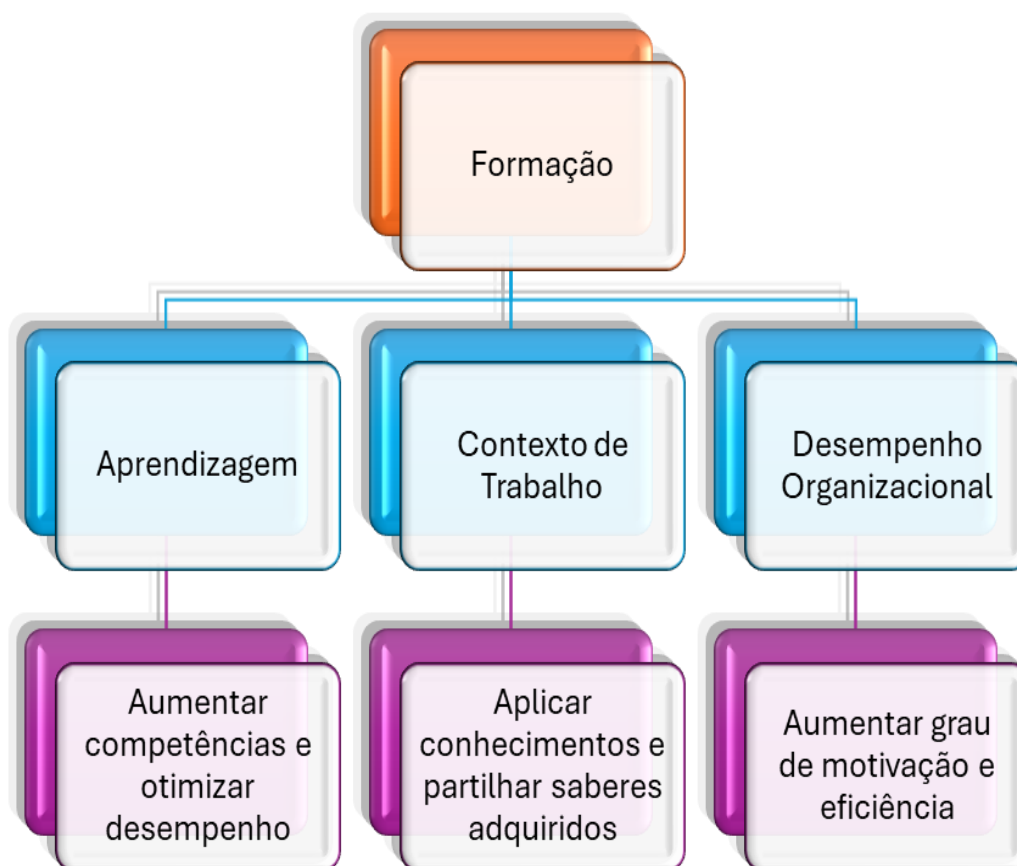 Formação
Aprendizagem
Contexto de
Trabalho
Desempenho
Organizacional
Aumentar
competências e
otimizar
desempenho
Aplicar
conhecimentos e
partilhar saberes
adquiridos
Aumentar grau
de motivação e
eficiência